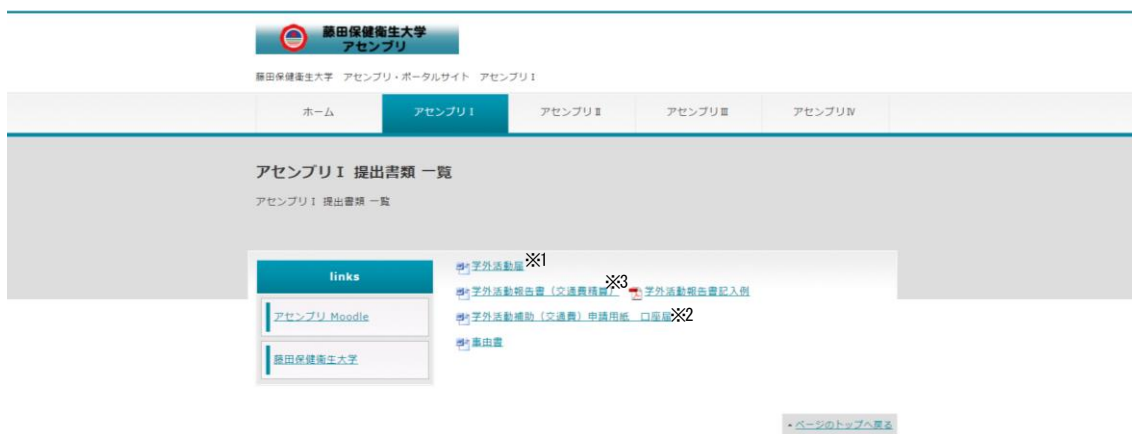 藤田保健衛生大学
アセンブリ
藤田保健衛生大学 アセンブリ・ポータルサイト アセンブリⅠ
ホーム アセンブリⅠ アセンブリⅡ アセンブリⅢ アセンブリⅣ
アセンブリⅠ 提出書類 一覧
アセンブリⅠ 提出書類 一覧
links
アセンブリ Moodle
藤田保健衛生大学
学外活動届※1
学外活動報告書（交通費精算）※3 学外活動報告書記入例
学外活動補助（交通費）申請用紙 口座届※2
事由書
ページのトップへ戻る